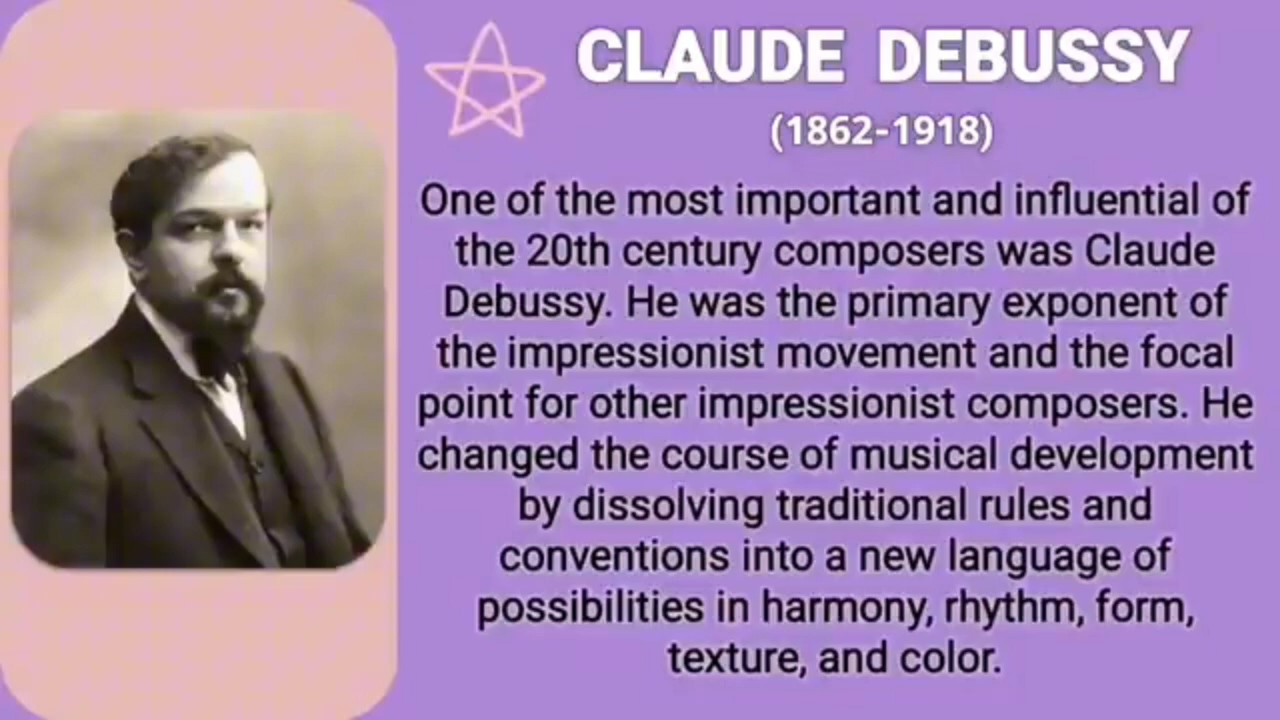 CLAUDE DEBUSSY
(1862-1918)
One of the most important and influential of
the 20th century composers was Claude
Debussy. He was the primary exponent of
the impressionist movement and the focal
point for other impressionist composers. He
changed the course of musical development
by dissolving traditional rules and
conventions into a new language of
possibilities in harmony, rhythm, form,
texture, and color.